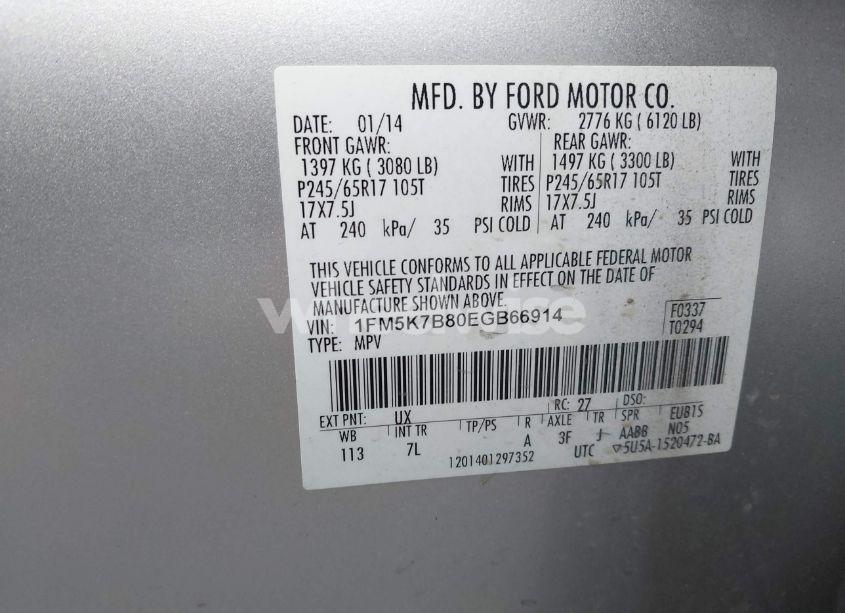 MFD. BY FORD MOTOR CO.
DATE: 01/14 GVWR: 2776 KG ( 6120 LB)
FRONT GAWR: REAR GAWR:
1397 KG ( 3080 LB) WITH 1497 KG ( 3300 LB) WITH
P245/65R17 105T TIRES P245/65R17 105T TIRES
17X7.5J RIMS 17X7.5J RIMS
AT 240 kPa/ 35 PSI COLD AT 240 kPa/ 35 PSI COLD
THIS VEHICLE CONFORMS TO ALL APPLICABLE FEDERAL MOTOR
VEHICLE SAFETY STANDARDS IN EFFECT ON THE DATE OF
MANUFACTURE SHOWN ABOVE.
VIN: 1FM5K7B80EGB66914 F0337
TYPE: MPV T0294
EXT PNT: UX RC: 27 DSO:
WB INT TR TP/PS R AXLE TR SPR EUB1S
113 7L A 3F J AABB N05
1201401297352 UTC ▽5U5A-1520472-BA